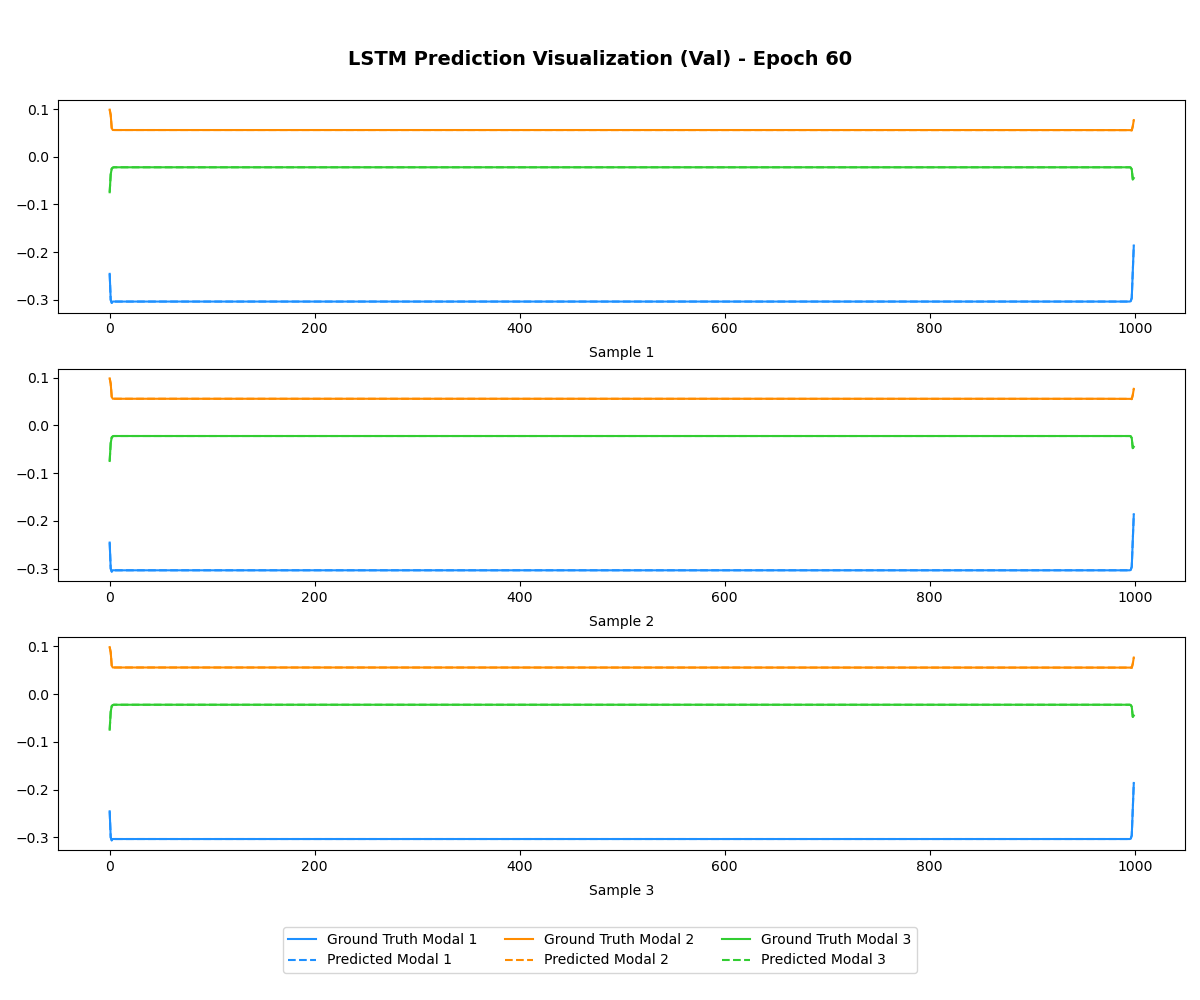 LSTM Prediction Visualization (Val) - Epoch 60
0.1
0.0
−0.1
−0.2
−0.3
0 200 400 600 800 1000
Sample 1
0.1
0.0
−0.1
−0.2
−0.3
0 200 400 600 800 1000
Sample 2
0.1
0.0
−0.1
−0.2
−0.3
0 200 400 600 800 1000
Sample 3
Ground Truth Modal 1 Ground Truth Modal 2 Ground Truth Modal 3
Predicted Modal 1 Predicted Modal 2 Predicted Modal 3